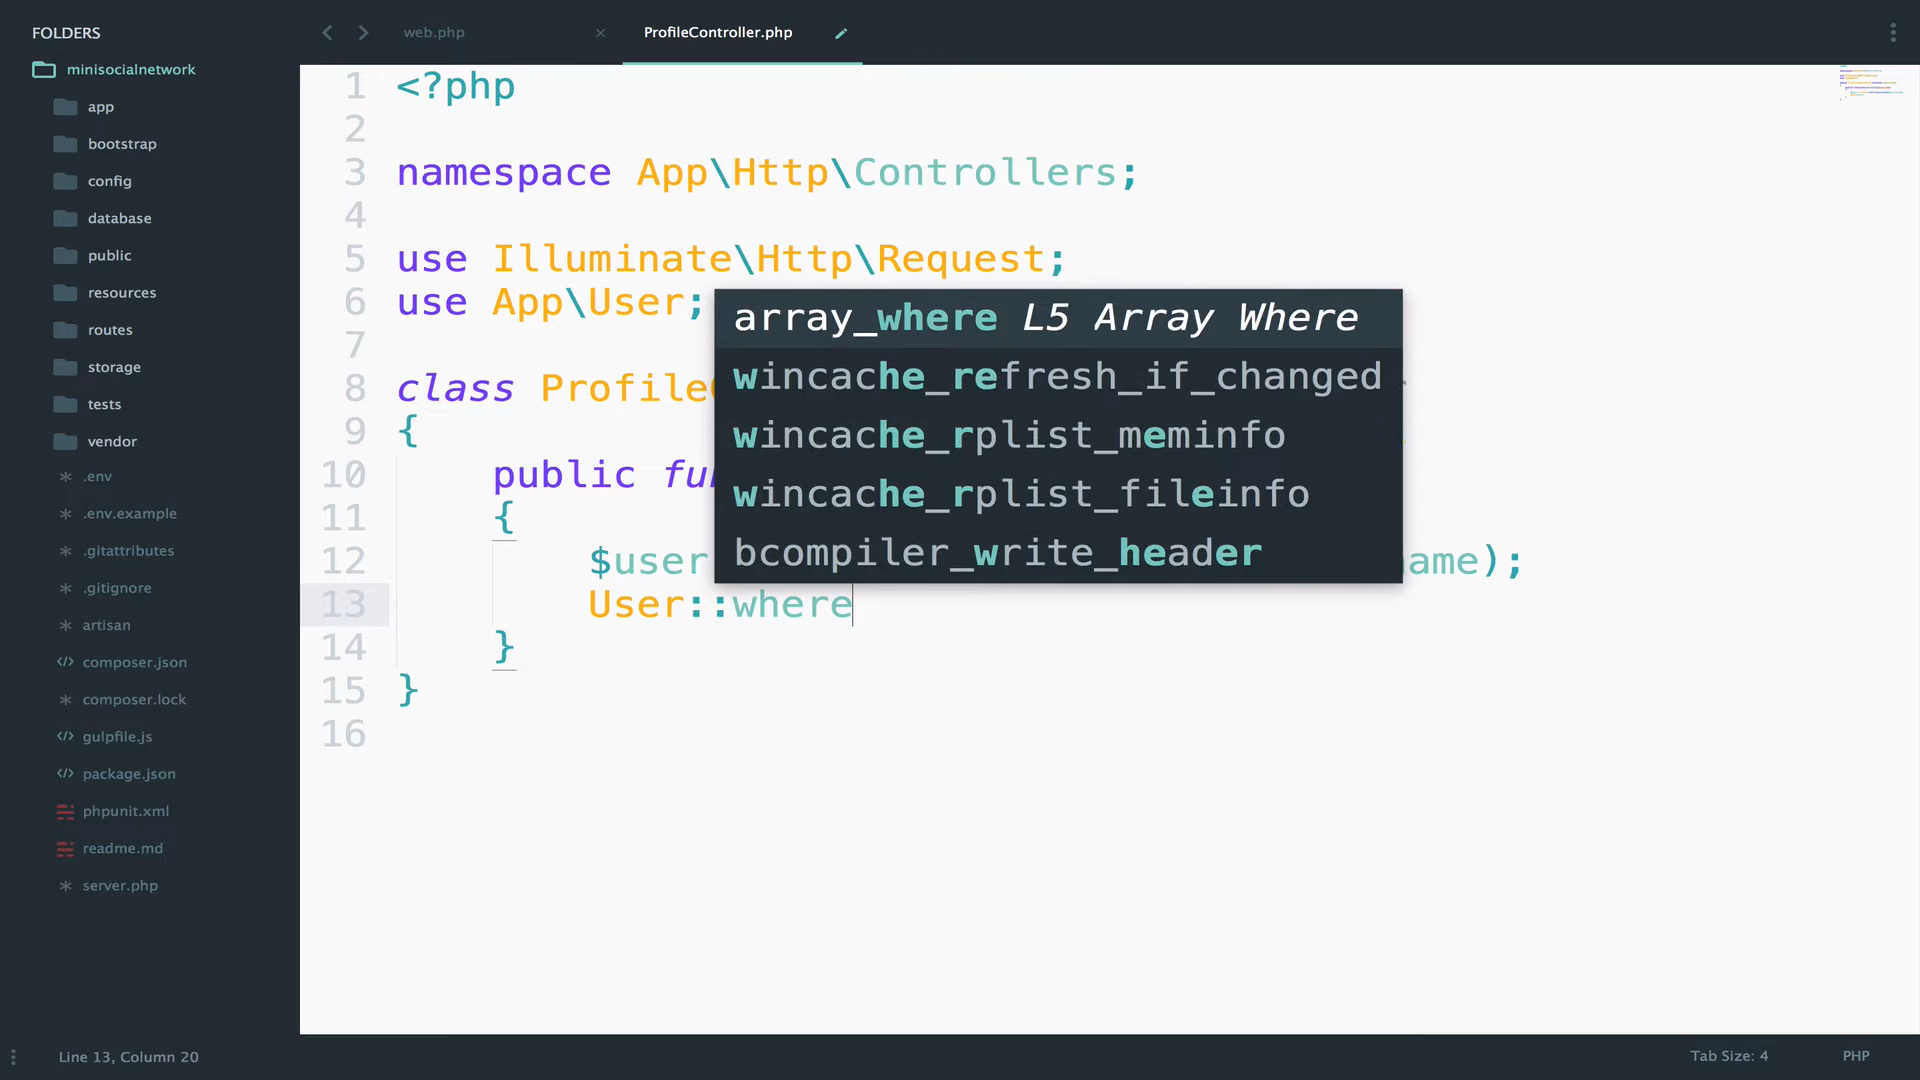 FOLDERS
minisocialnetwork
app
bootstrap
config
database
public
resources
routes
storage
tests
vendor
.env
.env.example
.gitattributes
.gitignore
artisan
composer.json
composer.lock
gulpfile.js
package.json
phpunit.xml
readme.md
server.php
web.php
ProfileController.php
1 <?php
2
3 namespace App\Http\Controllers;
4
5 use Illuminate\Http\Request;
6 use App\User;
7
8 class Profile
9 {
10 public fun
11 {
12 $user ame);
13 User::where
14 }
15 }
16
array_where L5 Array Where
wincache_refresh_if_changed
wincache_rplist_meminfo
wincache_rplist_fileinfo
bcompiler_write_header
Line 13, Column 20
Tab Size: 4
PHP